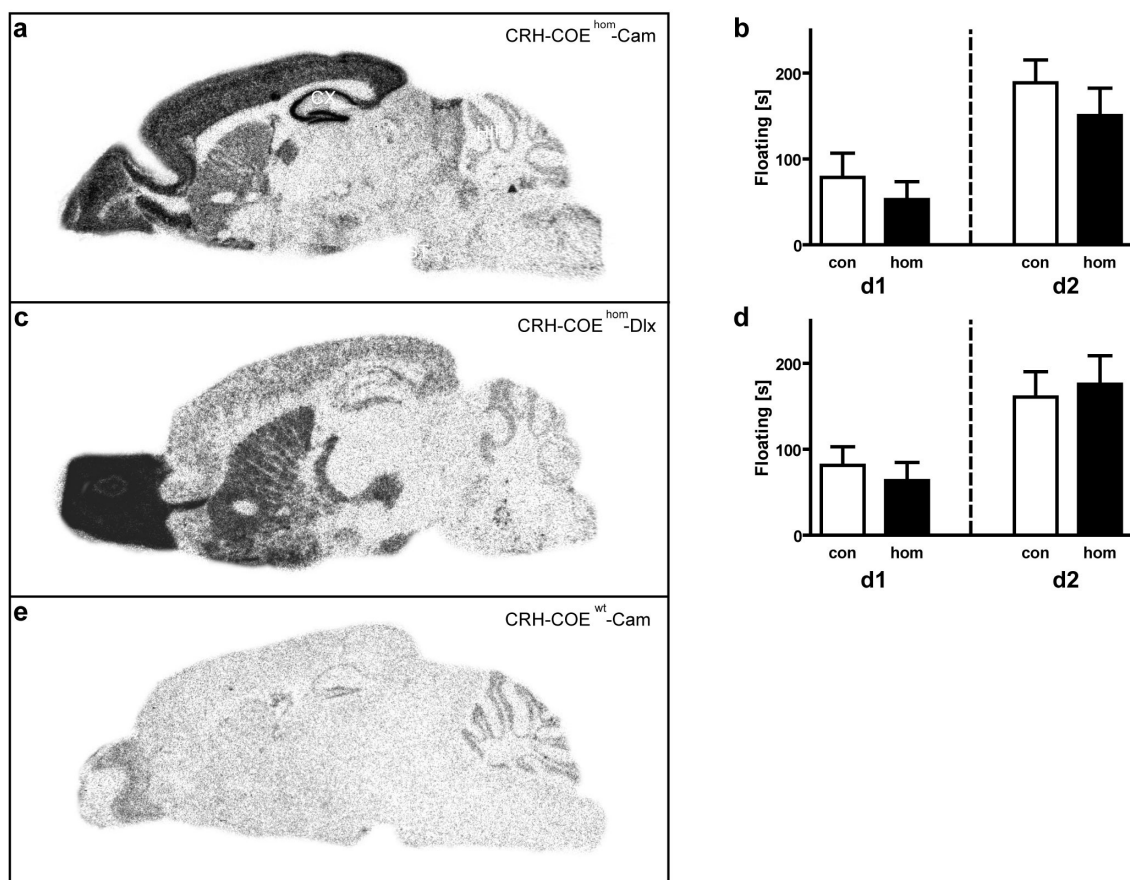 a
CRH-COE hom -Cam
CX
b
200
100
0
Floating [s]
con hom con hom
d1 d2
c
CRH-COE hom -Dlx
d
200
100
0
Floating [s]
con hom con hom
d1 d2
e
CRH-COE wt -Cam